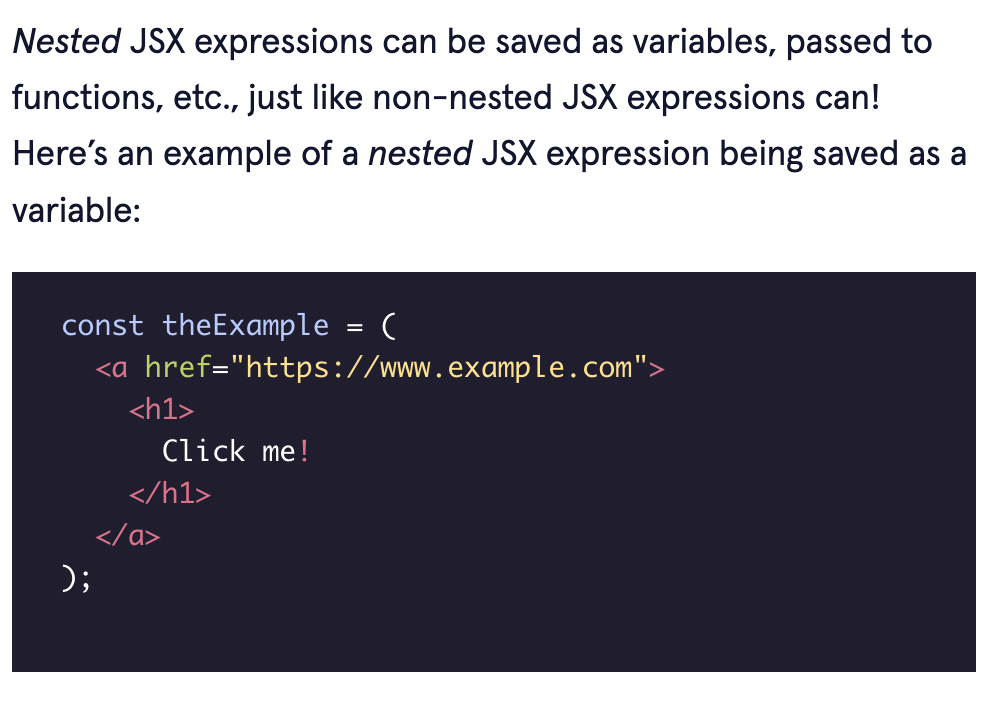 Nested JSX expressions can be saved as variables, passed to
functions, etc., just like non-nested JSX expressions can!
Here’s an example of a nested JSX expression being saved as a
variable:
const theExample = (
  <a href="https://www.example.com">
    <h1>
      Click me!
    </h1>
  </a>
);